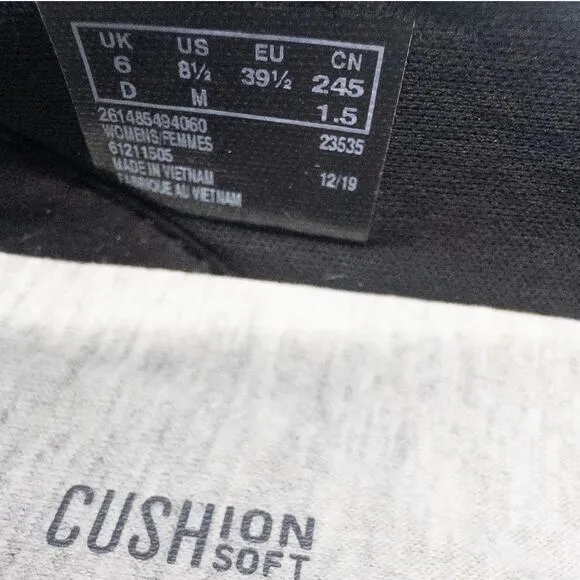 UK US EU CN
6 8½ 39½ 245
D M 1.5
261485494060
WOMENS/FEMMES 23535
61211505
MADE IN VIETNAM 12/19
FABRIQUE AU VIETNAM
CUSHION
SOFT